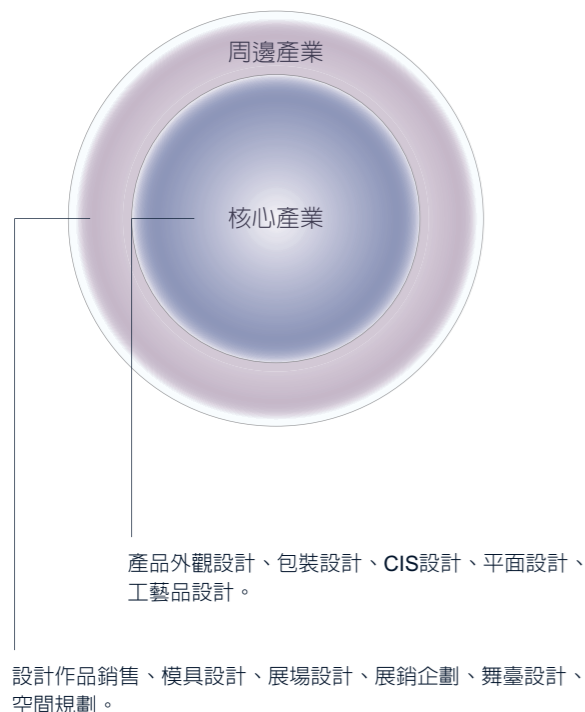 周邊產業
核心產業
產品外觀設計、包裝設計、CIS設計、平面設計、
工藝品設計。
設計作品銷售、模具設計、展場設計、展銷企劃、舞臺設計、
空間規劃。